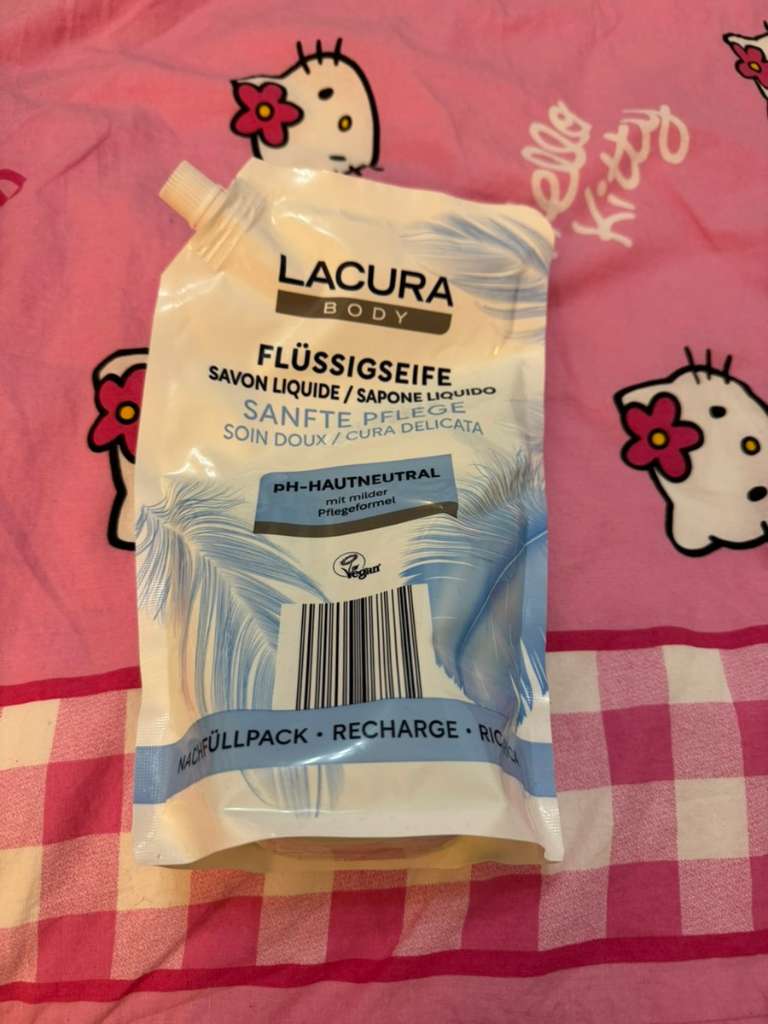 hello
kitty
LACURA
BODY
FLÜSSIGSEIFE
SAVON LIQUIDE / SAPONE LIQUIDO
SANFTE PFLEGE
SOIN DOUX / CURA DELICATA
pH-HAUTNEUTRAL
mit milder
Pflegeformel
Vegan
NACHFÜLLPACK • RECHARGE • RICARICA